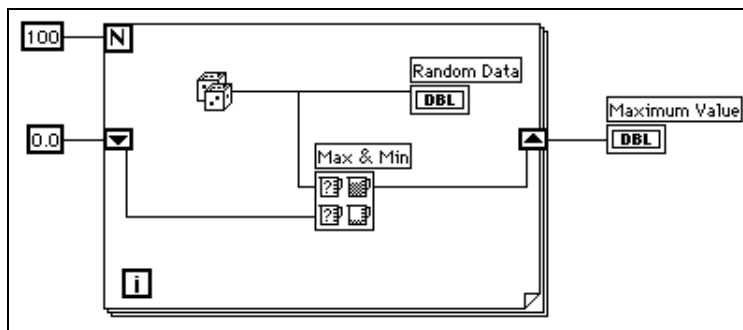 100
N
Random Data
DBL
Maximum Value
0.0
DBL
Max & Min
? 
? 
i